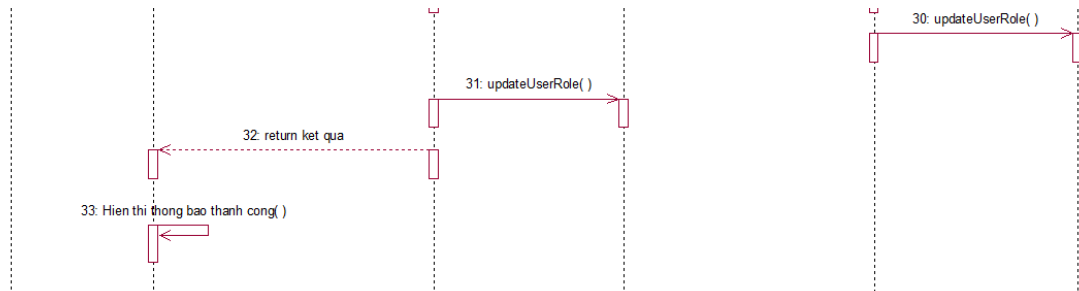 30: updateUserRole( )
31: updateUserRole( )
32: return ket qua
33: Hien thi thong bao thanh cong( )